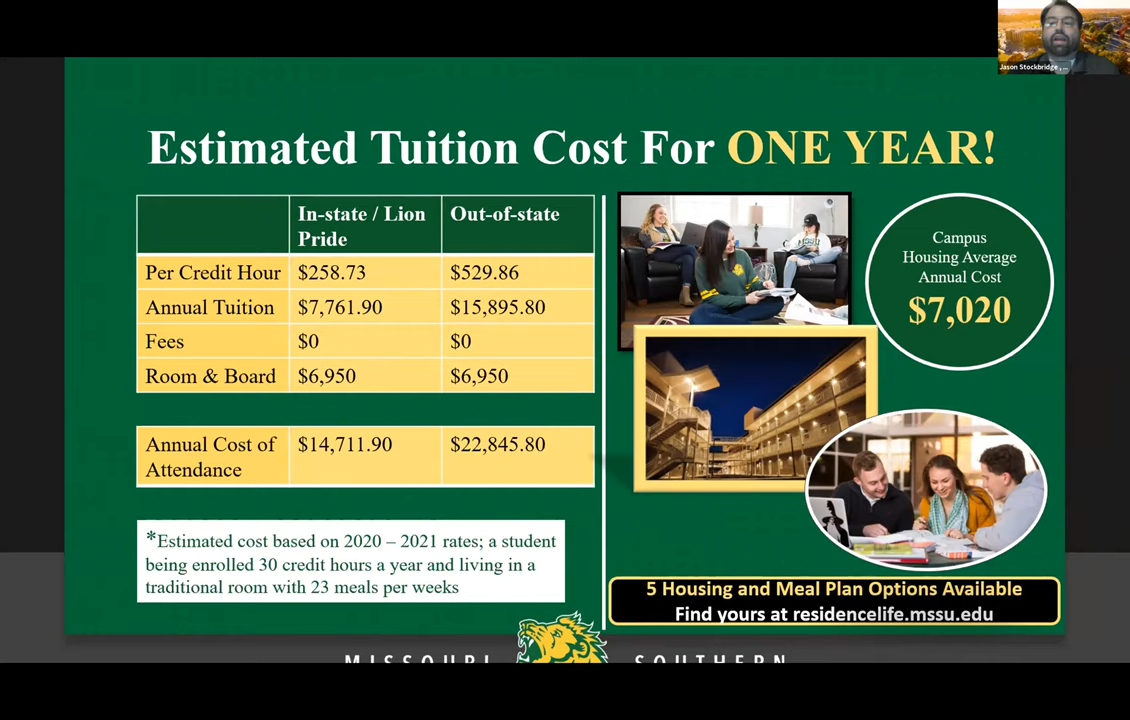 Jason Stockbridge , ...
Estimated Tuition Cost For ONE YEAR!
In-state / Lion
Pride
Out-of-state
Per Credit Hour
$258.73
$529.86
Annual Tuition
$7,761.90
$15,895.80
Fees
$0
$0
Room & Board
$6,950
$6,950
Annual Cost of
Attendance
$14,711.90
$22,845.80
*Estimated cost based on 2020 – 2021 rates; a student
being enrolled 30 credit hours a year and living in a
traditional room with 23 meals per weeks
Campus
Housing Average
Annual Cost
$7,020
5 Housing and Meal Plan Options Available
Find yours at residencelife.mssu.edu
MISSOURI SOUTHERN